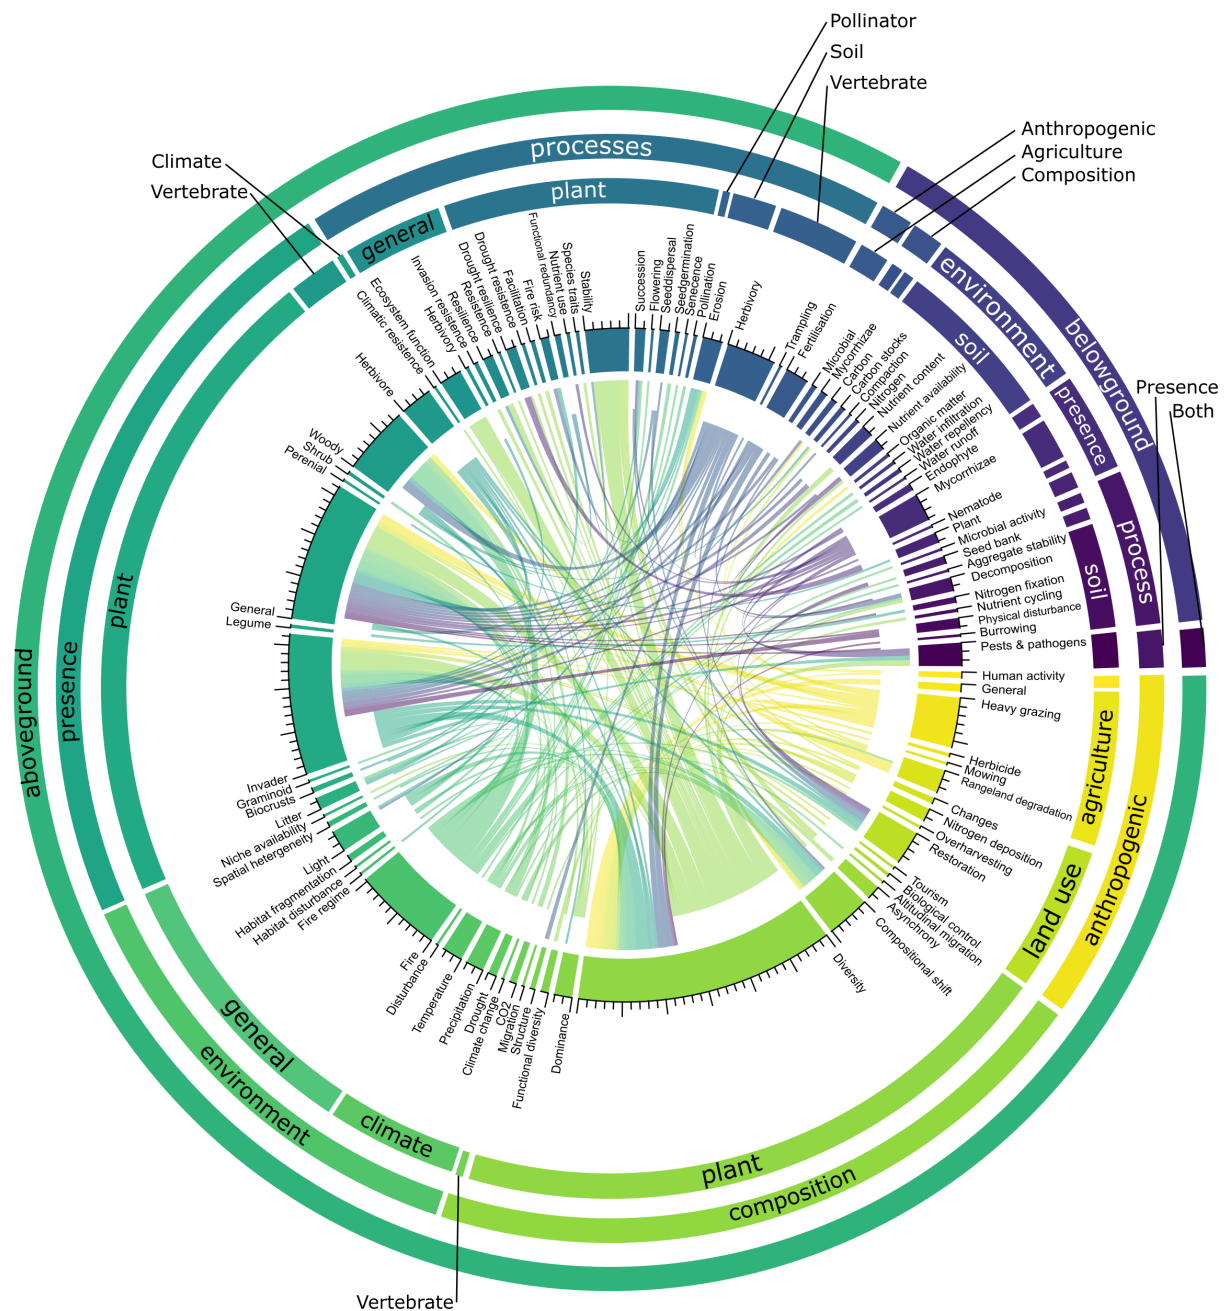 Pollinator
Soil
Vertebrate
Anthropogenic
Agriculture
Composition
Climate
Vertebrate
Presence
Both
aboveground
belowground
processes
environment
presence
process
anthropogenic
composition
environment
presence
general
plant
soil
soil
agriculture
land use
plant
climate
general
plant
Vertebrate
Succession
Flowering
Seeddispersal
Seedgermination
Senecence
Pollination
Erosion
Herbivory
Trampling
Fertilisation
Microbial
Mycorrhizae
Carbon
Carbon stocks
Compaction
Nitrogen
Nutrient content
Nutrient availability
Organic matter
Water infiltration
Water repellency
Water runoff
Endophyte
Mycorrhizae
Nematode
Plant
Microbial activity
Seed bank
Aggregate stability
Decomposition
Nitrogen fixation
Nutrient cycling
Physical disturbance
Burrowing
Pests & pathogens
Human activity
General
Heavy grazing
Herbicide
Mowing
Rangeland degradation
Changes
Nitrogen deposition
Overharvesting
Restoration
Tourism
Biological control
Altitudinal migration
Asynchrony
Compositional shift
Diversity
Dominance
Functional diversity
Structure
Migration
CO2
Climate change
Drought
Precipitation
Temperature
Disturbance
Fire
Fire regime
Habitat disturbance
Habitat fragmentation
Light
Spatial hetergeneity
Niche availability
Litter
Biocrusts
Graminoid
Invader
Legume
General
Perenial
Shrub
Woody
Herbivore
Climatic resistence
Ecosystem function
Herbivory
Invasion resistence
Resilience
Resistence
Drought resilience
Drought resistence
Facilitation
Fire risk
Functional redundancy
Nutrient use
Species traits
Stability